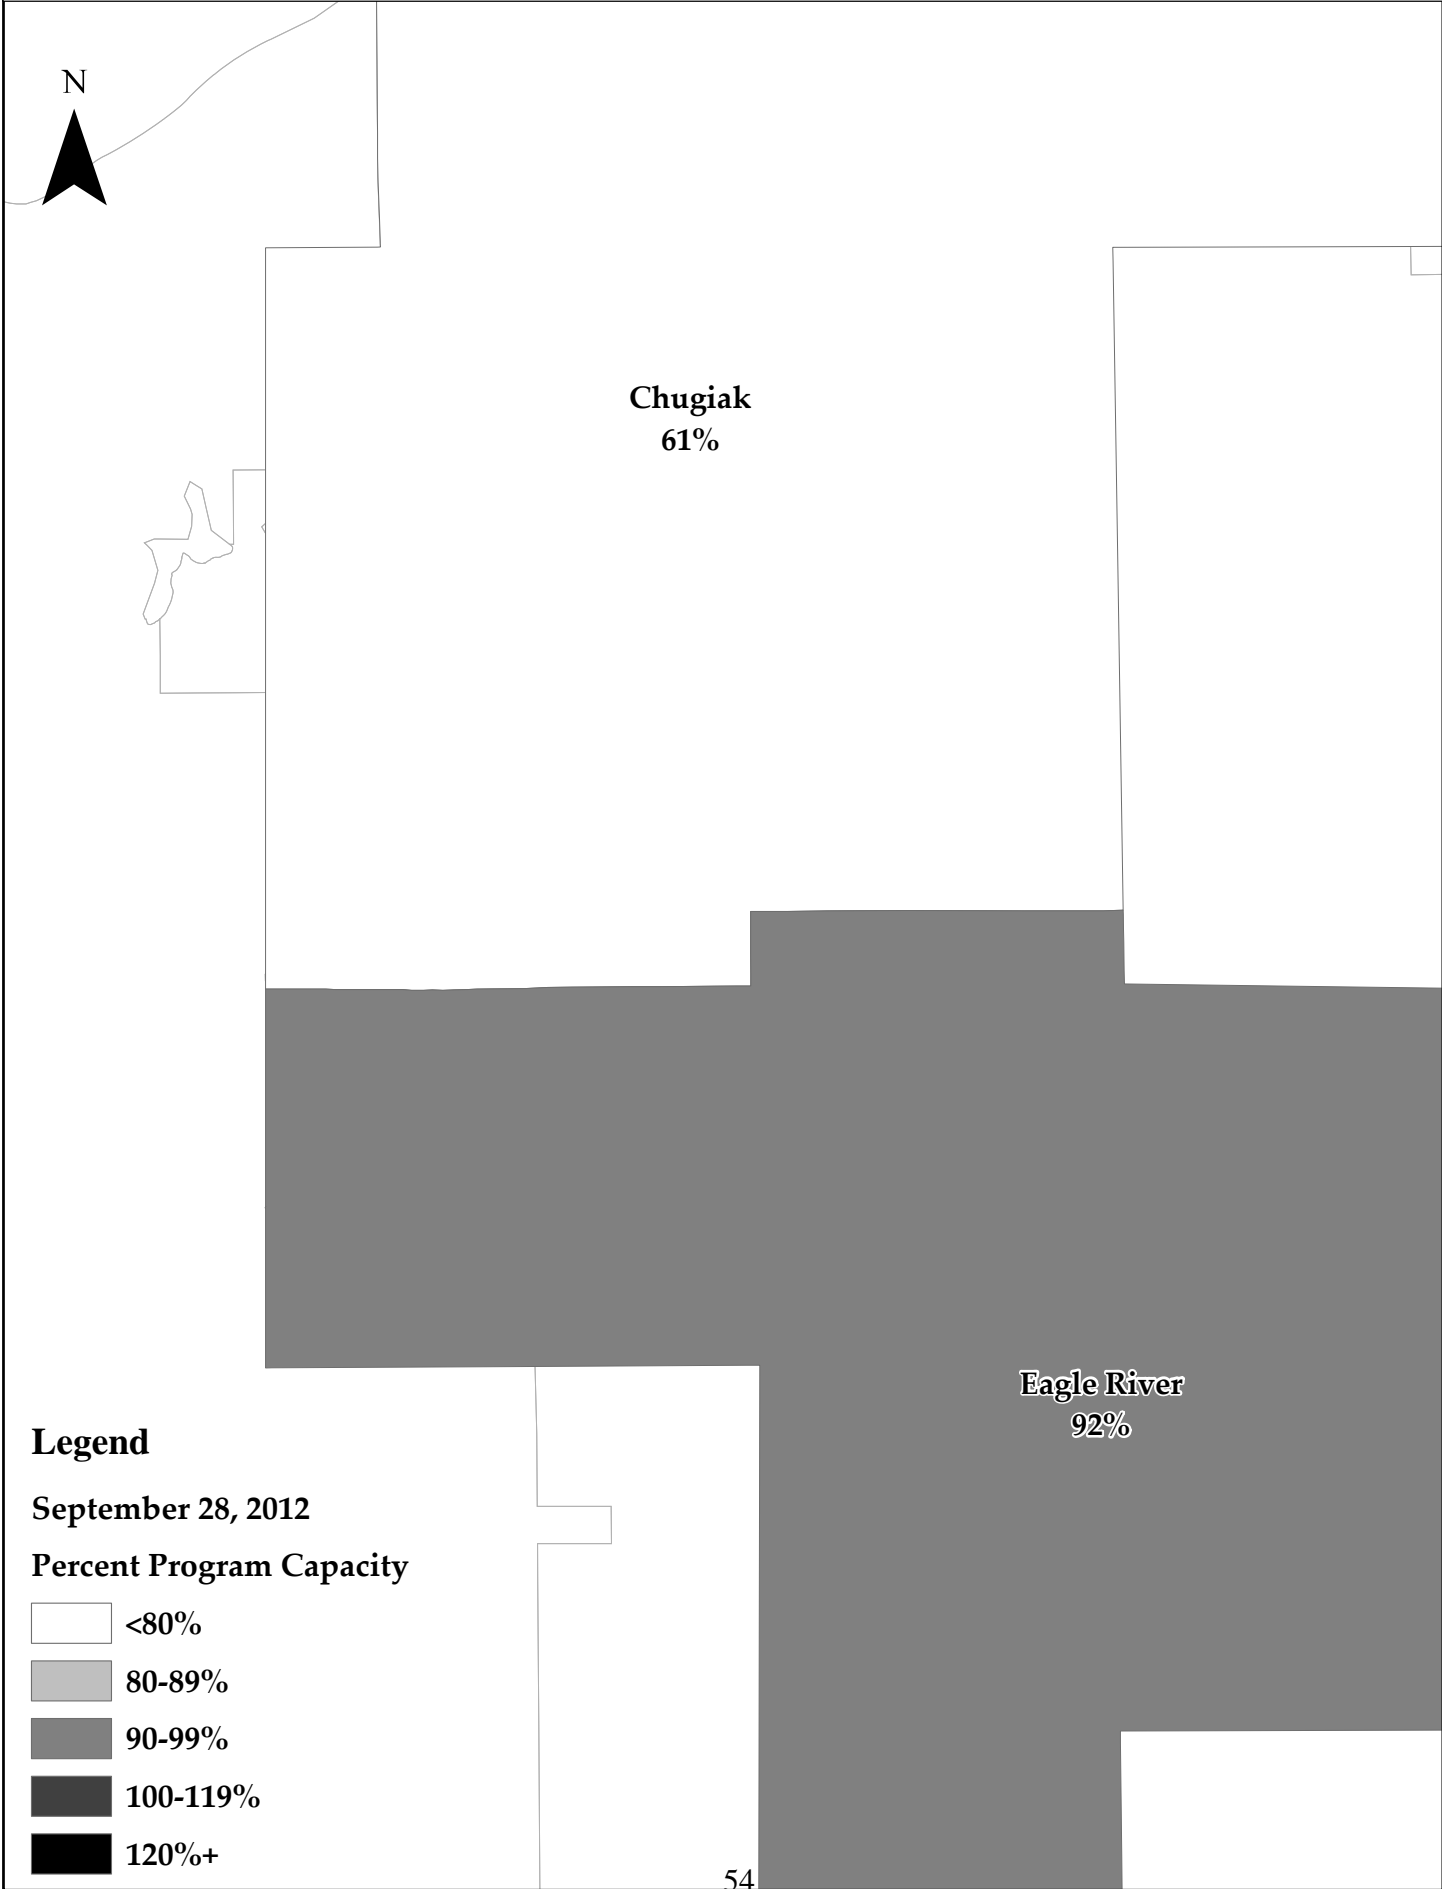 N
Chugiak
61%
Eagle River
92%
Legend
September 28, 2012
Percent Program Capacity
<80%
80-89%
90-99%
100-119%
120%+
54